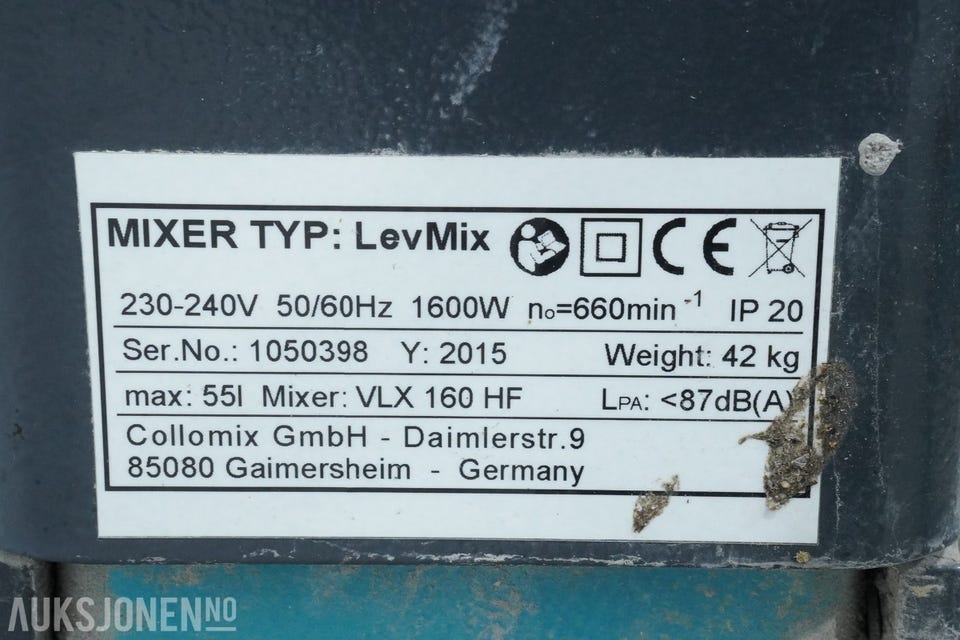 MIXER TYP: LevMix CE
230-240V 50/60Hz 1600W n₀=660min⁻¹ IP 20
Ser.No.: 1050398 Y: 2015 Weight: 42 kg
max: 55l Mixer: VLX 160 HF LPA: <87dB(A)
Collomix GmbH - Daimlerstr.9
85080 Gaimersheim - Germany
AUKSJONEN.NO